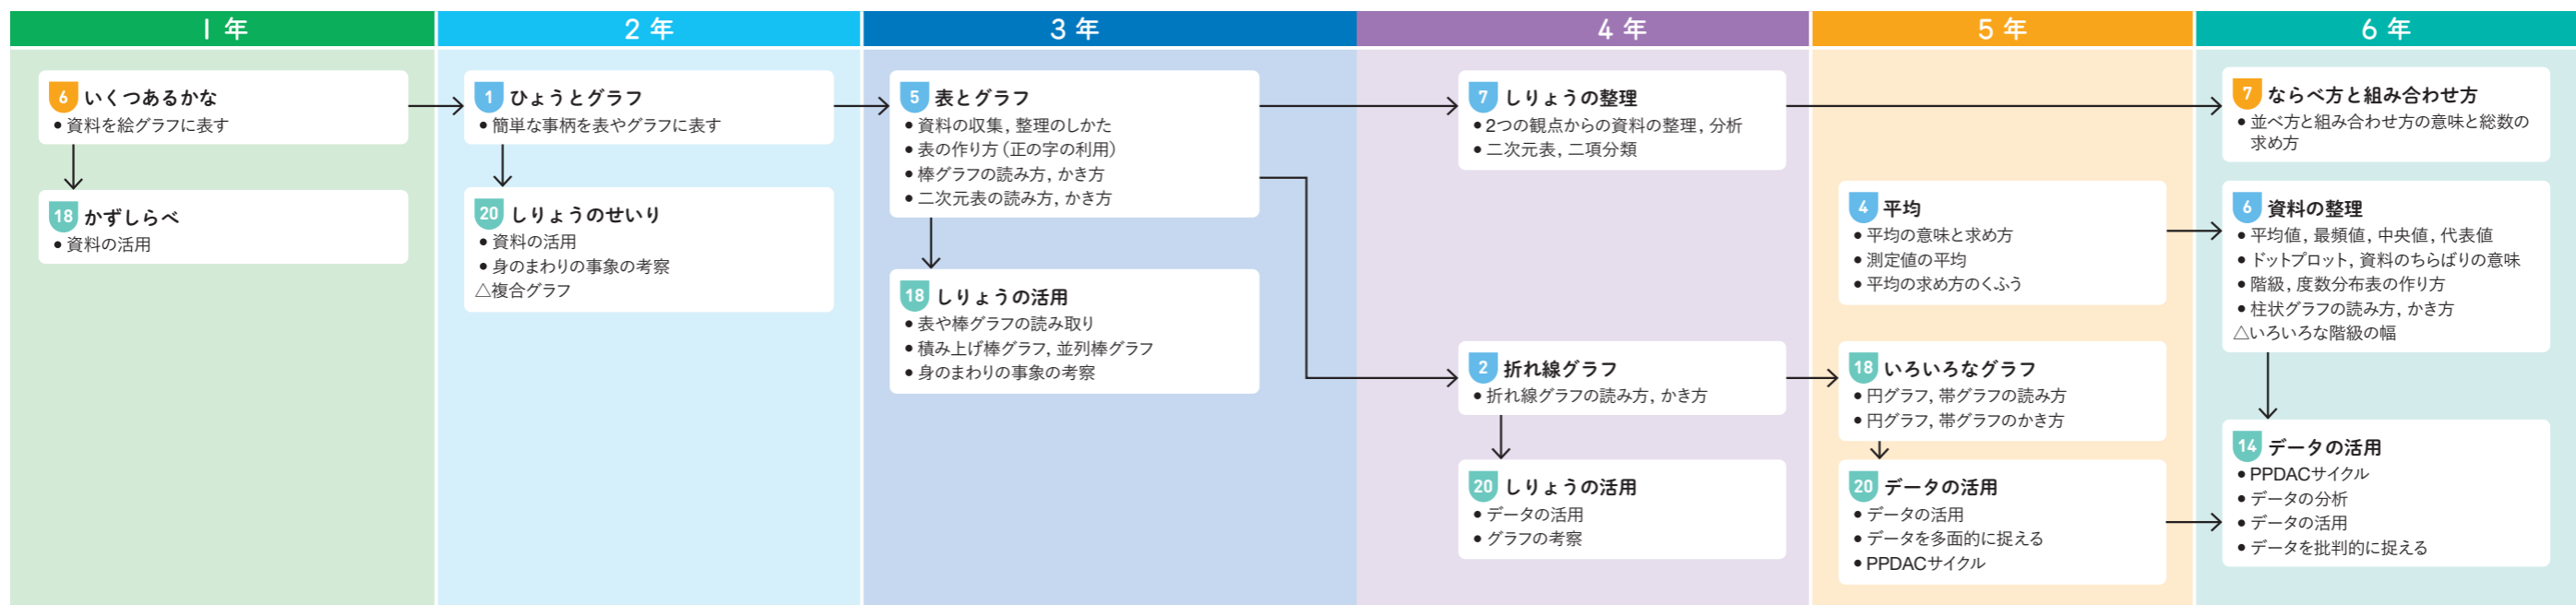 1 年
2 年
3 年
4 年
5 年
6 年
6 いくつあるかな
• 資料を絵グラフに表す
18 かずしらべ
• 資料の活用
1 ひょうとグラフ
• 簡単な事柄を表やグラフに表す
20 しりょうのせいり
• 資料の活用
• 身のまわりの事象の考察
△複合グラフ
5 表とグラフ
• 資料の収集, 整理のしかた
• 表の作り方(正の字の利用)
• 棒グラフの読み方, かき方
• 二次元表の読み方, かき方
18 しりょうの活用
• 表や棒グラフの読み取り
• 積み上げ棒グラフ, 並列棒グラフ
• 身のまわりの事象の考察
7 しりょうの整理
• 2つの観点からの資料の整理, 分析
• 二次元表, 二項分類
2 折れ線グラフ
• 折れ線グラフの読み方, かき方
20 しりょうの活用
• データの活用
• グラフの考察
4 平均
• 平均の意味と求め方
• 測定値の平均
• 平均の求め方のくふう
18 いろいろなグラフ
• 円グラフ, 帯グラフの読み方
• 円グラフ, 帯グラフのかき方
20 データの活用
• データの活用
• データを多面的に捉える
• PPDACサイクル
7 ならべ方と組み合わせ方
• 並べ方と組み合わせ方の意味と総数の
求め方
6 資料の整理
• 平均値, 最頻値, 中央値, 代表値
• ドットプロット, 資料のちらばりの意味
• 階級, 度数分布表の作り方
• 柱状グラフの読み方, かき方
△いろいろな階級の幅
14 データの活用
• PPDACサイクル
• データの分析
• データの活用
• データを批判的に捉える